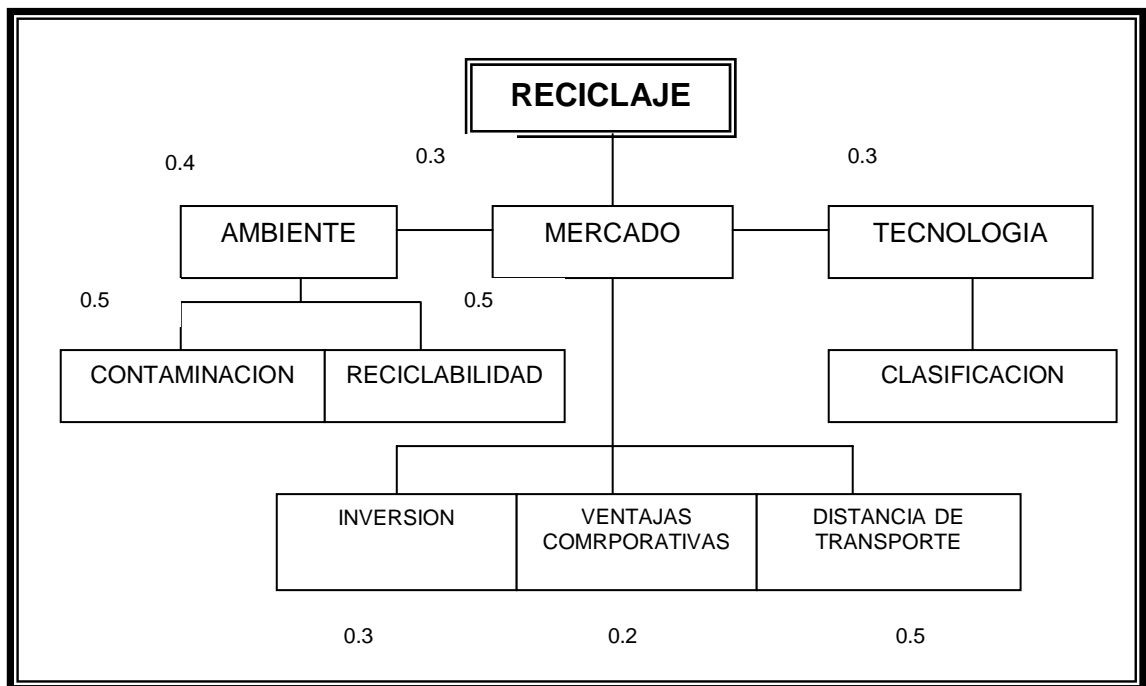 RECICLAJE
0.4
0.3
0.3
AMBIENTE
MERCADO
TECNOLOGIA
0.5
0.5
CONTAMINACION
RECICLABILIDAD
CLASIFICACION
INVERSION
VENTAJAS
COMRPORATIVAS
DISTANCIA DE
TRANSPORTE
0.3
0.2
0.5